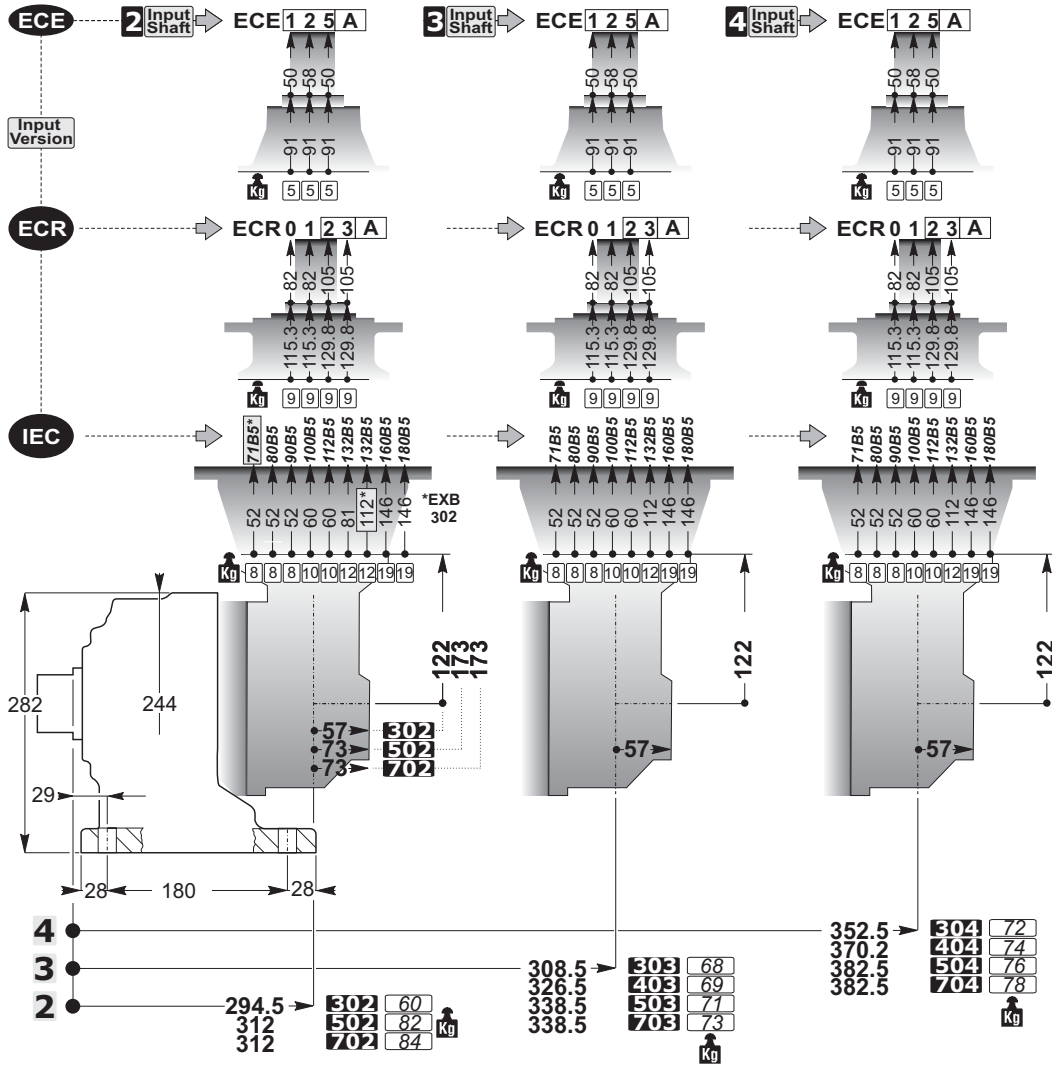 ECE 2 Input Shaft ECE 1 2 5 A 3 Input Shaft ECE 1 2 5 A 4 Input Shaft ECE 1 2 5 A
50 58 50 50 58 50 50 58 50
Input Version
91 91 91 91 91 91 91 91 91
Kg 5 5 5 Kg 5 5 5 Kg 5 5 5
ECR ECR 0 1 2 3 A ECR 0 1 2 3 A ECR 0 1 2 3 A
82 82 105 105 82 82 105 105 82 82 105 105
115.3 115.3 129.8 129.8 115.3 115.3 129.8 129.8 115.3 115.3 129.8 129.8
Kg 9 9 9 9 Kg 9 9 9 9 Kg 9 9 9 9
IEC 71B5* 80B5 90B5 100B5 112B5 132B5 132B5 160B5 180B5 71B5 80B5 90B5 100B5 112B5 132B5 160B5 180B5 71B5 80B5 90B5 100B5 112B5 132B5 160B5 180B5
52 52 52 60 60 81 112* 146 146 52 52 52 60 60 112 146 146 52 52 52 60 60 112 146 146
*EXB
302
Kg 8 8 8 10 10 12 12 19 19 Kg 8 8 8 10 10 12 19 19 Kg 8 8 8 10 10 12 19 19
122 173 173 122 122
282 244
57 302 57 57
73 502
73 702
29
28 180 28
4 352.5 304 72
370.2 404 74
382.5 504 76
382.5 704 78
Kg
3 308.5 303 68
326.5 403 69
338.5 503 71
338.5 703 73
Kg
2 294.5 302 60
312 502 82
312 702 84
Kg